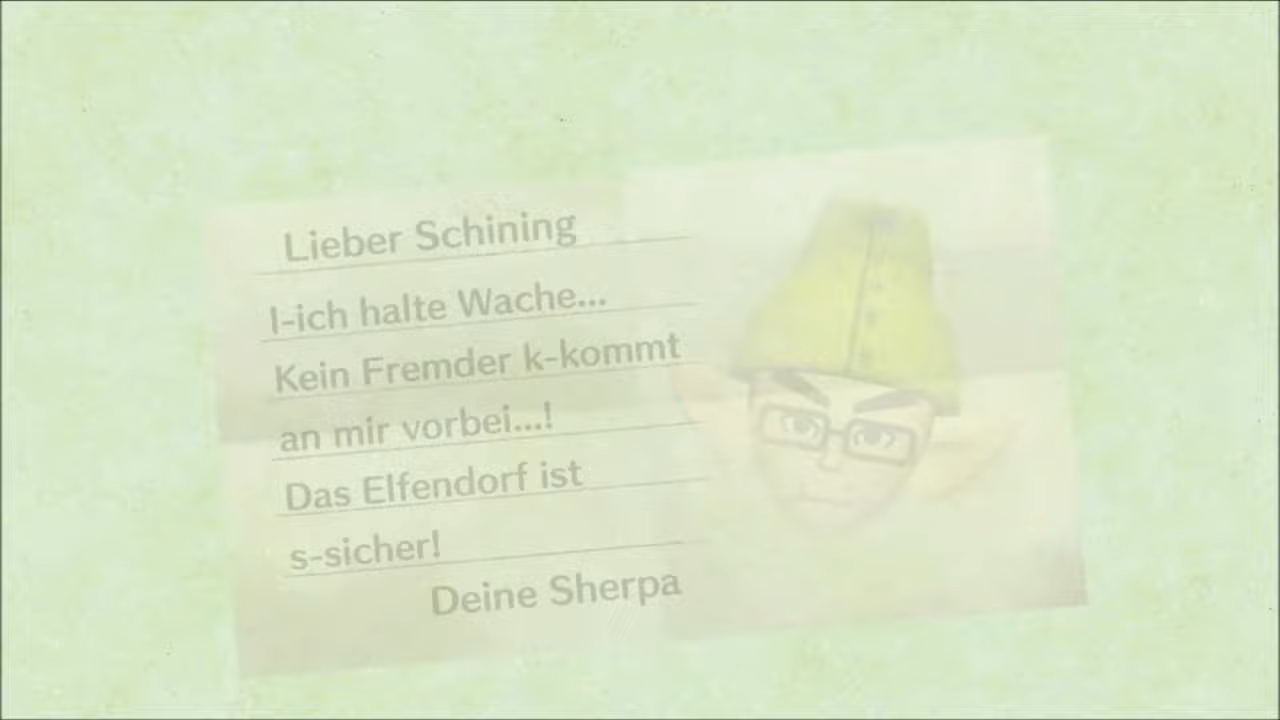 Lieber Schining
I-ich halte Wache...
Kein Fremder k-kommt
an mir vorbei...!
Das Elfendorf ist
s-sicher!
Deine Sherpa